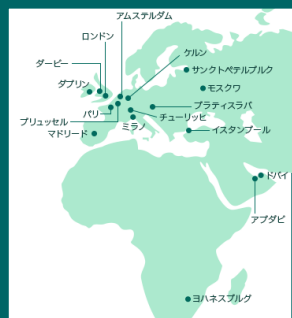 アムステルダム
ロンドン
ケルン
ダービー
サンクトペテルブルク
ダブリン
モスクワ
パリ
ブラティスラバ
ブリュッセル
チューリッヒ
マドリード
ミラノ
イスタンブール
ドバイ
アブダビ
ヨハネスブルグ